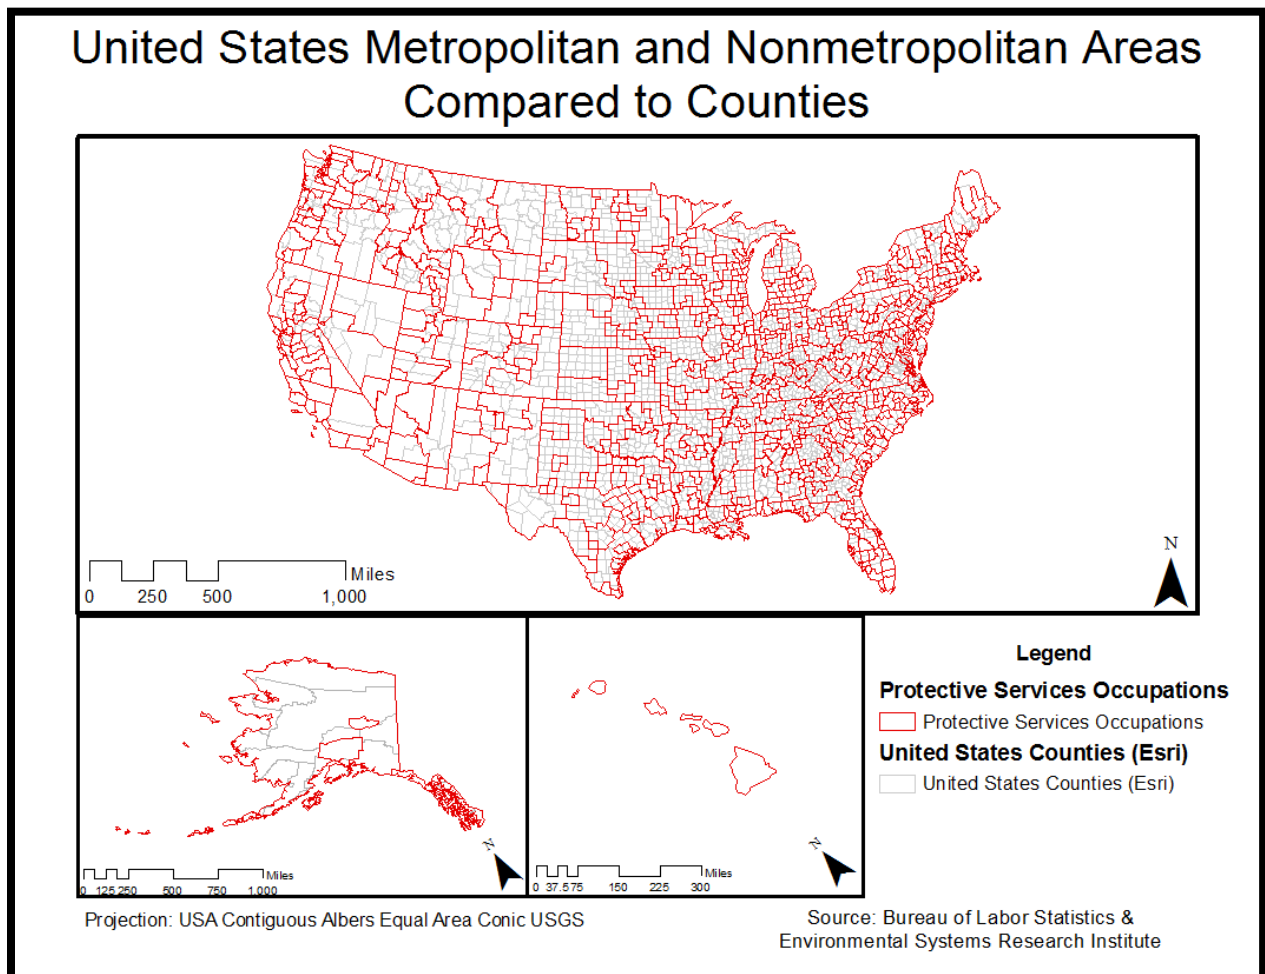 United States Metropolitan and Nonmetropolitan Areas
Compared to Counties
N
Miles
0 250 500 1,000
N
Miles
0 125 250 500 750 1,000
N
Miles
0 37.5 75 150 225 300
Legend
Protective Services Occupations
Protective Services Occupations
United States Counties (Esri)
United States Counties (Esri)
Projection: USA Contiguous Albers Equal Area Conic USGS
Source: Bureau of Labor Statistics &
Environmental Systems Research Institute